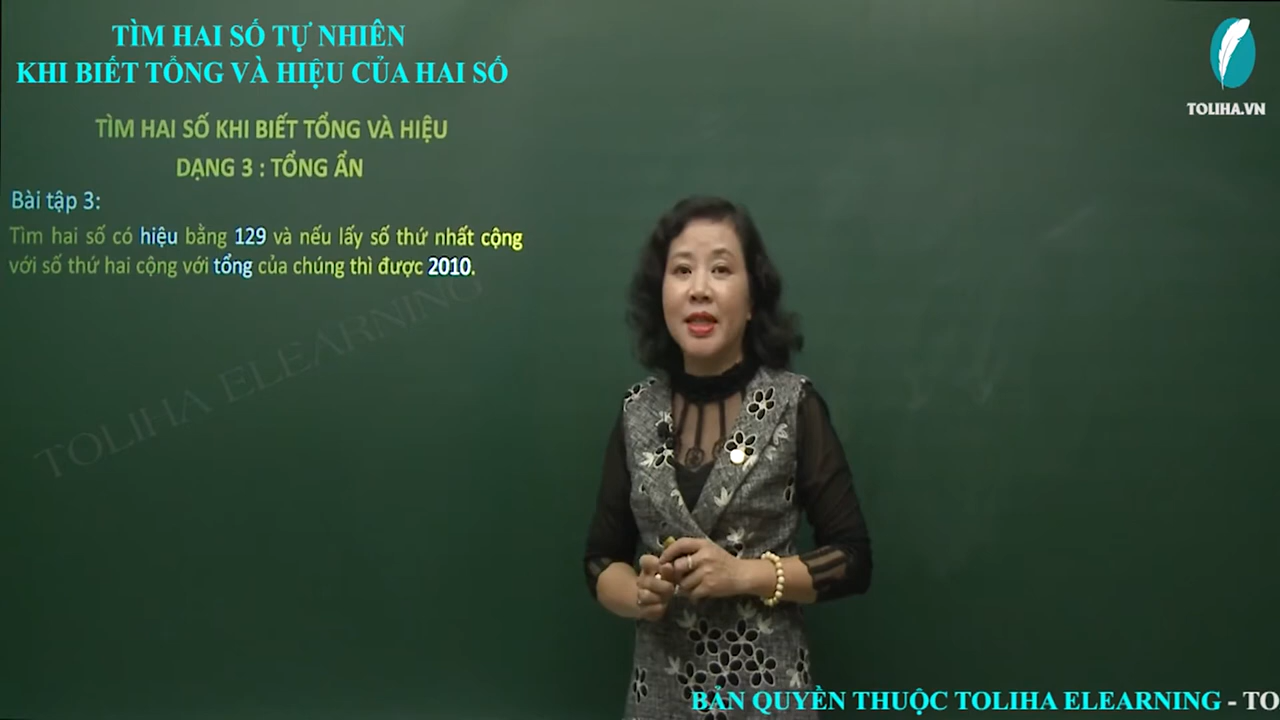 TÌM HAI SỐ TỰ NHIÊN
KHI BIẾT TỔNG VÀ HIỆU CỦA HAI SỐ
TOLIHA.VN
TÌM HAI SỐ KHI BIẾT TỔNG VÀ HIỆU
DẠNG 3 : TỔNG ẨN
Bài tập 3:
Tìm hai số có hiệu bằng 129 và nếu lấy số thứ nhất cộng
với số thứ hai cộng với tổng của chúng thì được 2010.
TOLIHA ELEARNING
BẢN QUYỀN THUỘC TOLIHA ELEARNING - TO